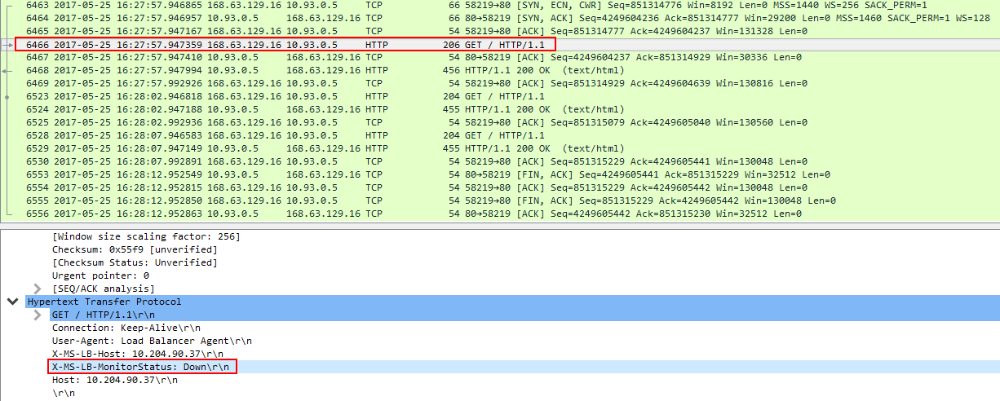 6463 2017-05-25 16:27:57.946865 168.63.129.16 10.93.0.5 TCP 66 58219→80 [SYN, ECN, CWR] Seq=851314776 Win=8192 Len=0 MSS=1440 WS=256 SACK_PERM=1
6464 2017-05-25 16:27:57.946957 10.93.0.5 168.63.129.16 TCP 66 80→58219 [SYN, ACK] Seq=4249604236 Ack=851314777 Win=29200 Len=0 MSS=1460 SACK_PERM=1 WS=128
6465 2017-05-25 16:27:57.947167 168.63.129.16 10.93.0.5 TCP 54 58219→80 [ACK] Seq=851314777 Ack=4249604237 Win=131328 Len=0
6466 2017-05-25 16:27:57.947359 168.63.129.16 10.93.0.5 HTTP 206 GET / HTTP/1.1
6467 2017-05-25 16:27:57.947410 10.93.0.5 168.63.129.16 TCP 54 80→58219 [ACK] Seq=4249604237 Ack=851314929 Win=30336 Len=0
6468 2017-05-25 16:27:57.947994 10.93.0.5 168.63.129.16 HTTP 456 HTTP/1.1 200 OK (text/html)
6469 2017-05-25 16:27:57.992926 168.63.129.16 10.93.0.5 TCP 54 58219→80 [ACK] Seq=851314929 Ack=4249604639 Win=130816 Len=0
6523 2017-05-25 16:28:02.946818 168.63.129.16 10.93.0.5 HTTP 204 GET / HTTP/1.1
6524 2017-05-25 16:28:02.947188 10.93.0.5 168.63.129.16 HTTP 455 HTTP/1.1 200 OK (text/html)
6525 2017-05-25 16:28:02.992936 168.63.129.16 10.93.0.5 TCP 54 58219→80 [ACK] Seq=851315079 Ack=4249605040 Win=130560 Len=0
6528 2017-05-25 16:28:07.946583 168.63.129.16 10.93.0.5 HTTP 204 GET / HTTP/1.1
6529 2017-05-25 16:28:07.947149 10.93.0.5 168.63.129.16 HTTP 455 HTTP/1.1 200 OK (text/html)
6530 2017-05-25 16:28:07.992891 168.63.129.16 10.93.0.5 TCP 54 58219→80 [ACK] Seq=851315229 Ack=4249605441 Win=130048 Len=0
6553 2017-05-25 16:28:12.952549 10.93.0.5 168.63.129.16 TCP 54 80→58219 [FIN, ACK] Seq=4249605441 Ack=851315229 Win=32512 Len=0
6554 2017-05-25 16:28:12.952815 168.63.129.16 10.93.0.5 TCP 54 58219→80 [ACK] Seq=851315229 Ack=4249605442 Win=130048 Len=0
6555 2017-05-25 16:28:12.952850 168.63.129.16 10.93.0.5 TCP 54 58219→80 [FIN, ACK] Seq=851315229 Ack=4249605442 Win=130048 Len=0
6556 2017-05-25 16:28:12.952863 10.93.0.5 168.63.129.16 TCP 54 80→58219 [ACK] Seq=4249605442 Ack=851315230 Win=32512 Len=0
[Window size scaling factor: 256]
Checksum: 0x55f9 [unverified]
[Checksum Status: Unverified]
Urgent pointer: 0
[SEQ/ACK analysis]
Hypertext Transfer Protocol
GET / HTTP/1.1\r\n
Connection: Keep-Alive\r\n
User-Agent: Load Balancer Agent\r\n
X-MS-LB-Host: 10.204.90.37\r\n
X-MS-LB-MonitorStatus: Down\r\n
Host: 10.204.90.37\r\n
\r\n